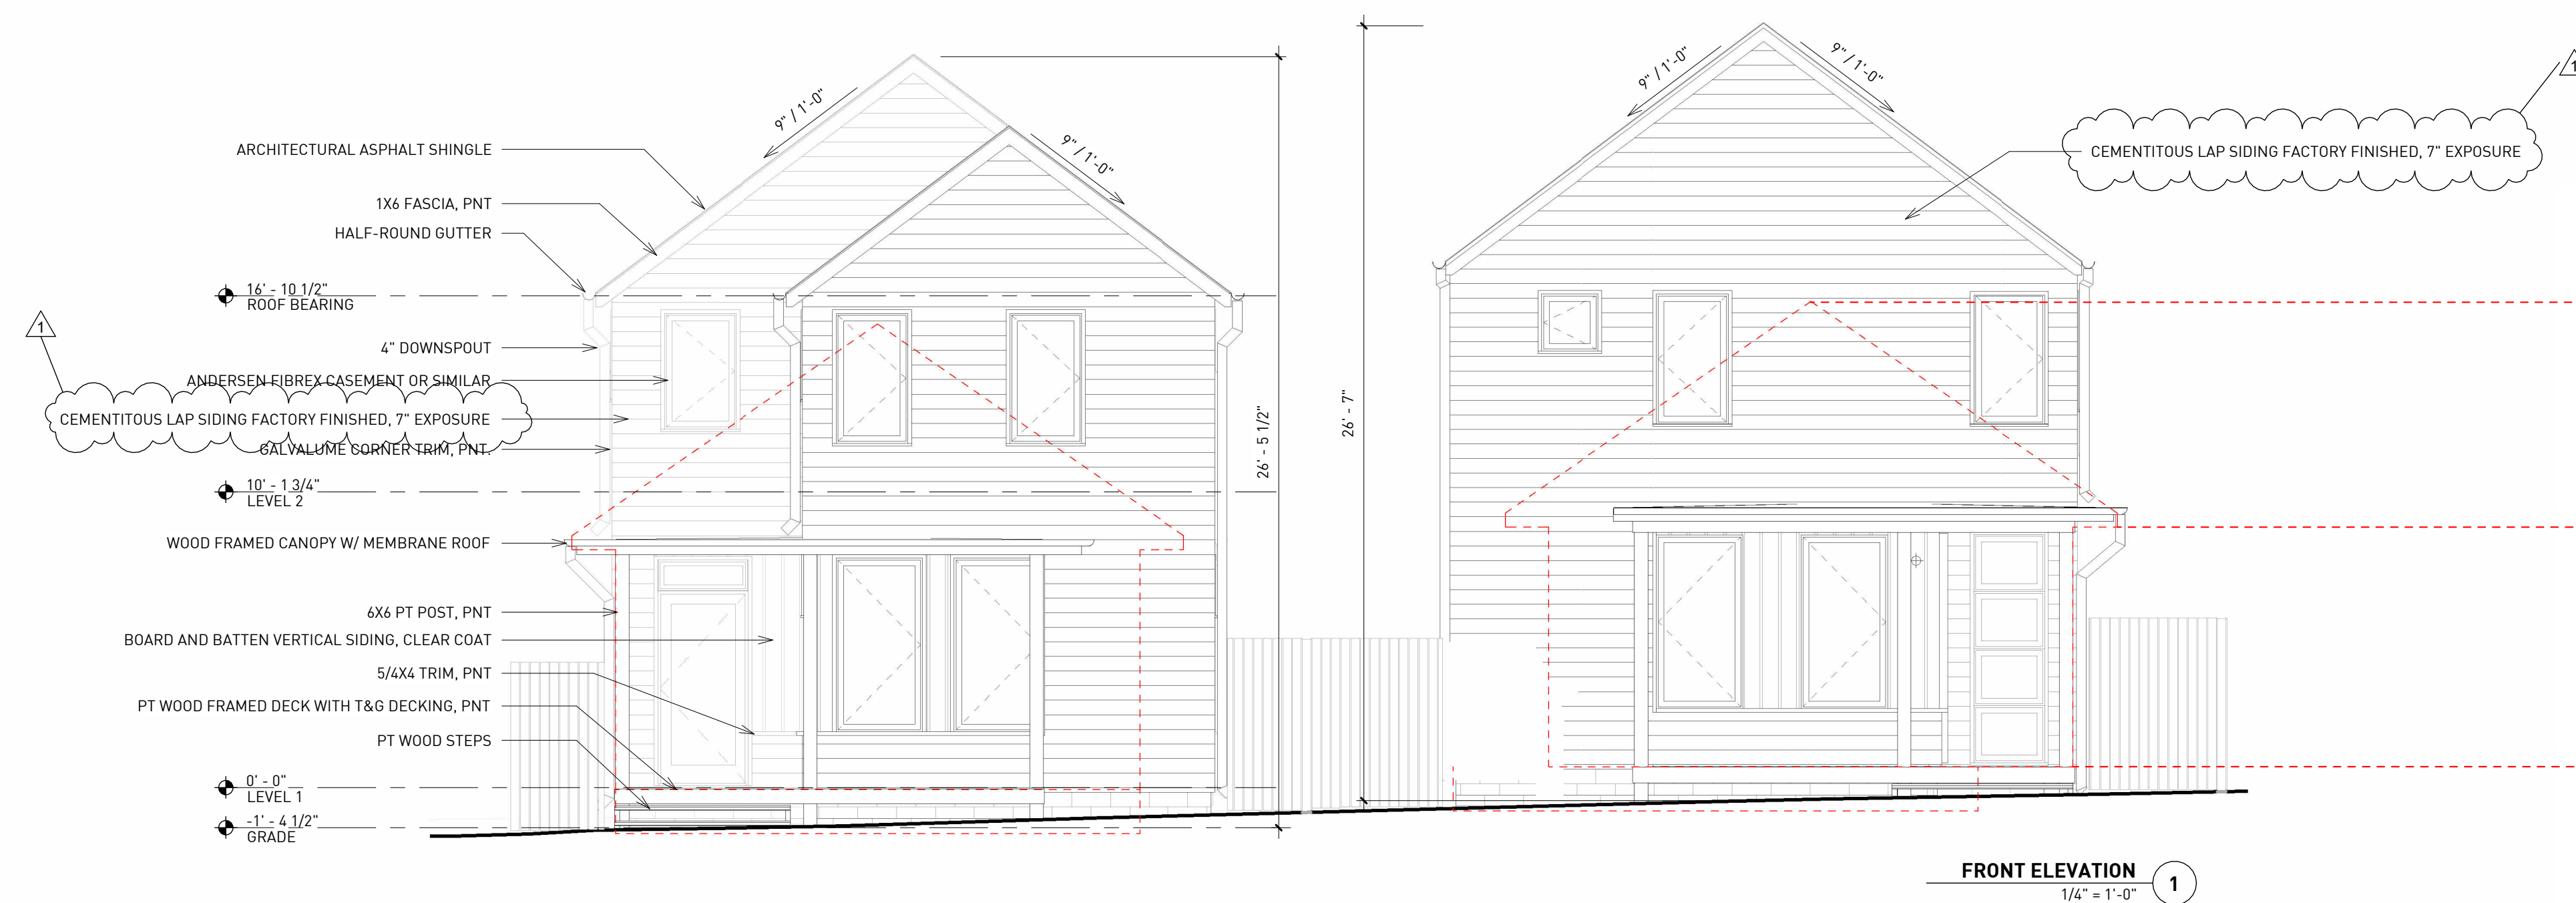 ARCHITECTURAL ASPHALT SHINGLE
1X6 FASCIA, PNT
HALF-ROUND GUTTER
16' - 10 1/2"
ROOF BEARING
1
4" DOWNSPOUT
ANDERSEN FIBREX CASEMENT OR SIMILAR
CEMENTITOUS LAP SIDING FACTORY FINISHED, 7" EXPOSURE
GALVALUME CORNER TRIM, PNT.
10' - 1 3/4"
LEVEL 2
WOOD FRAMED CANOPY W/ MEMBRANE ROOF
6X6 PT POST, PNT
BOARD AND BATTEN VERTICAL SIDING, CLEAR COAT
5/4X4 TRIM, PNT
PT WOOD FRAMED DECK WITH T&G DECKING, PNT
PT WOOD STEPS
0' - 0"
LEVEL 1
-1' - 4 1/2"
GRADE
9" / 1'-0"
9" / 1'-0"
26' - 5 1/2"
26' - 7"
9" / 1'-0"
9" / 1'-0"
1
CEMENTITOUS LAP SIDING FACTORY FINISHED, 7" EXPOSURE
FRONT ELEVATION
1/4" = 1'-0"
1